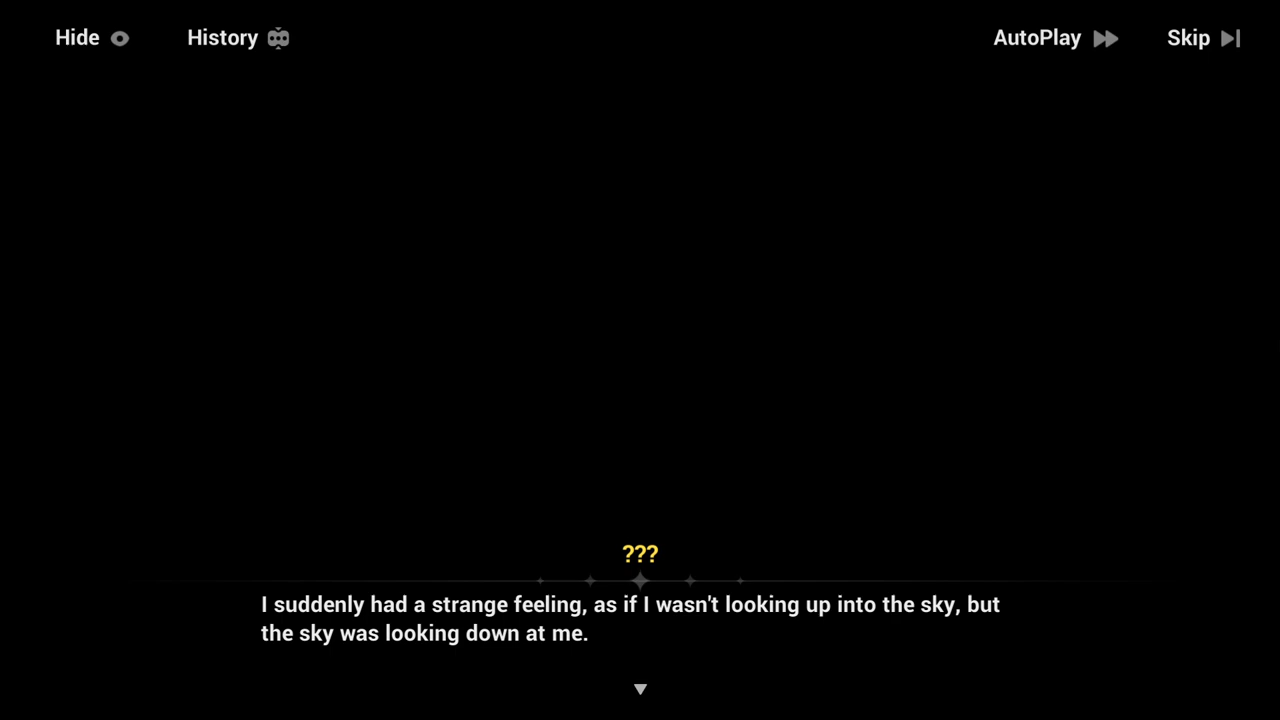 Hide
History
AutoPlay
Skip
???
I suddenly had a strange feeling, as if I wasn't looking up into the sky, but
the sky was looking down at me.